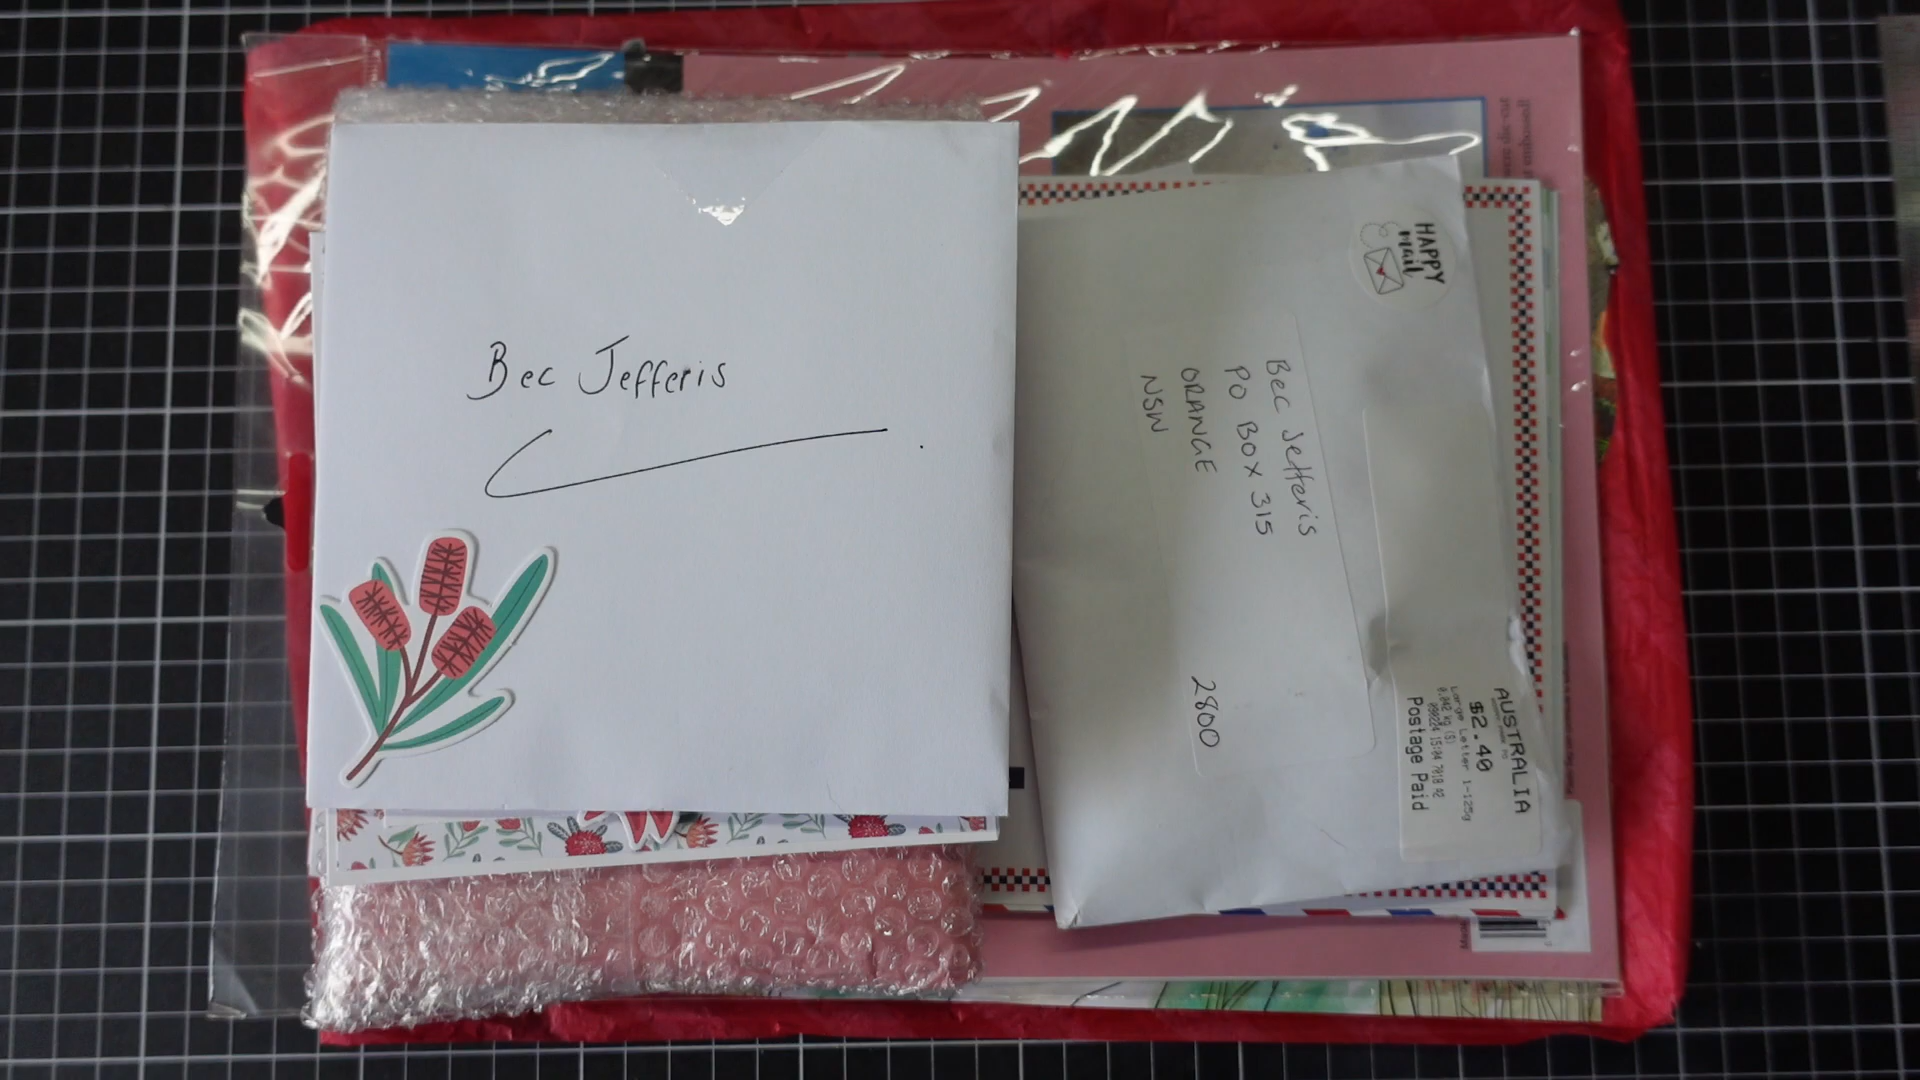 Bec Jefferis
HAPPY
mail
Bec Jefferis
PO BOX 315
ORANGE
NSW
2800
AUSTRALIA
$2.40
Large Letter 1-125g
Postage Paid